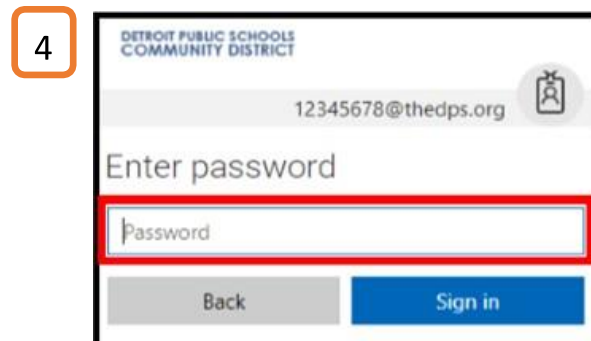 4
DETROIT PUBLIC SCHOOLS
COMMUNITY DISTRICT
12345678@thedps.org
Enter password
Password
Back
Sign in